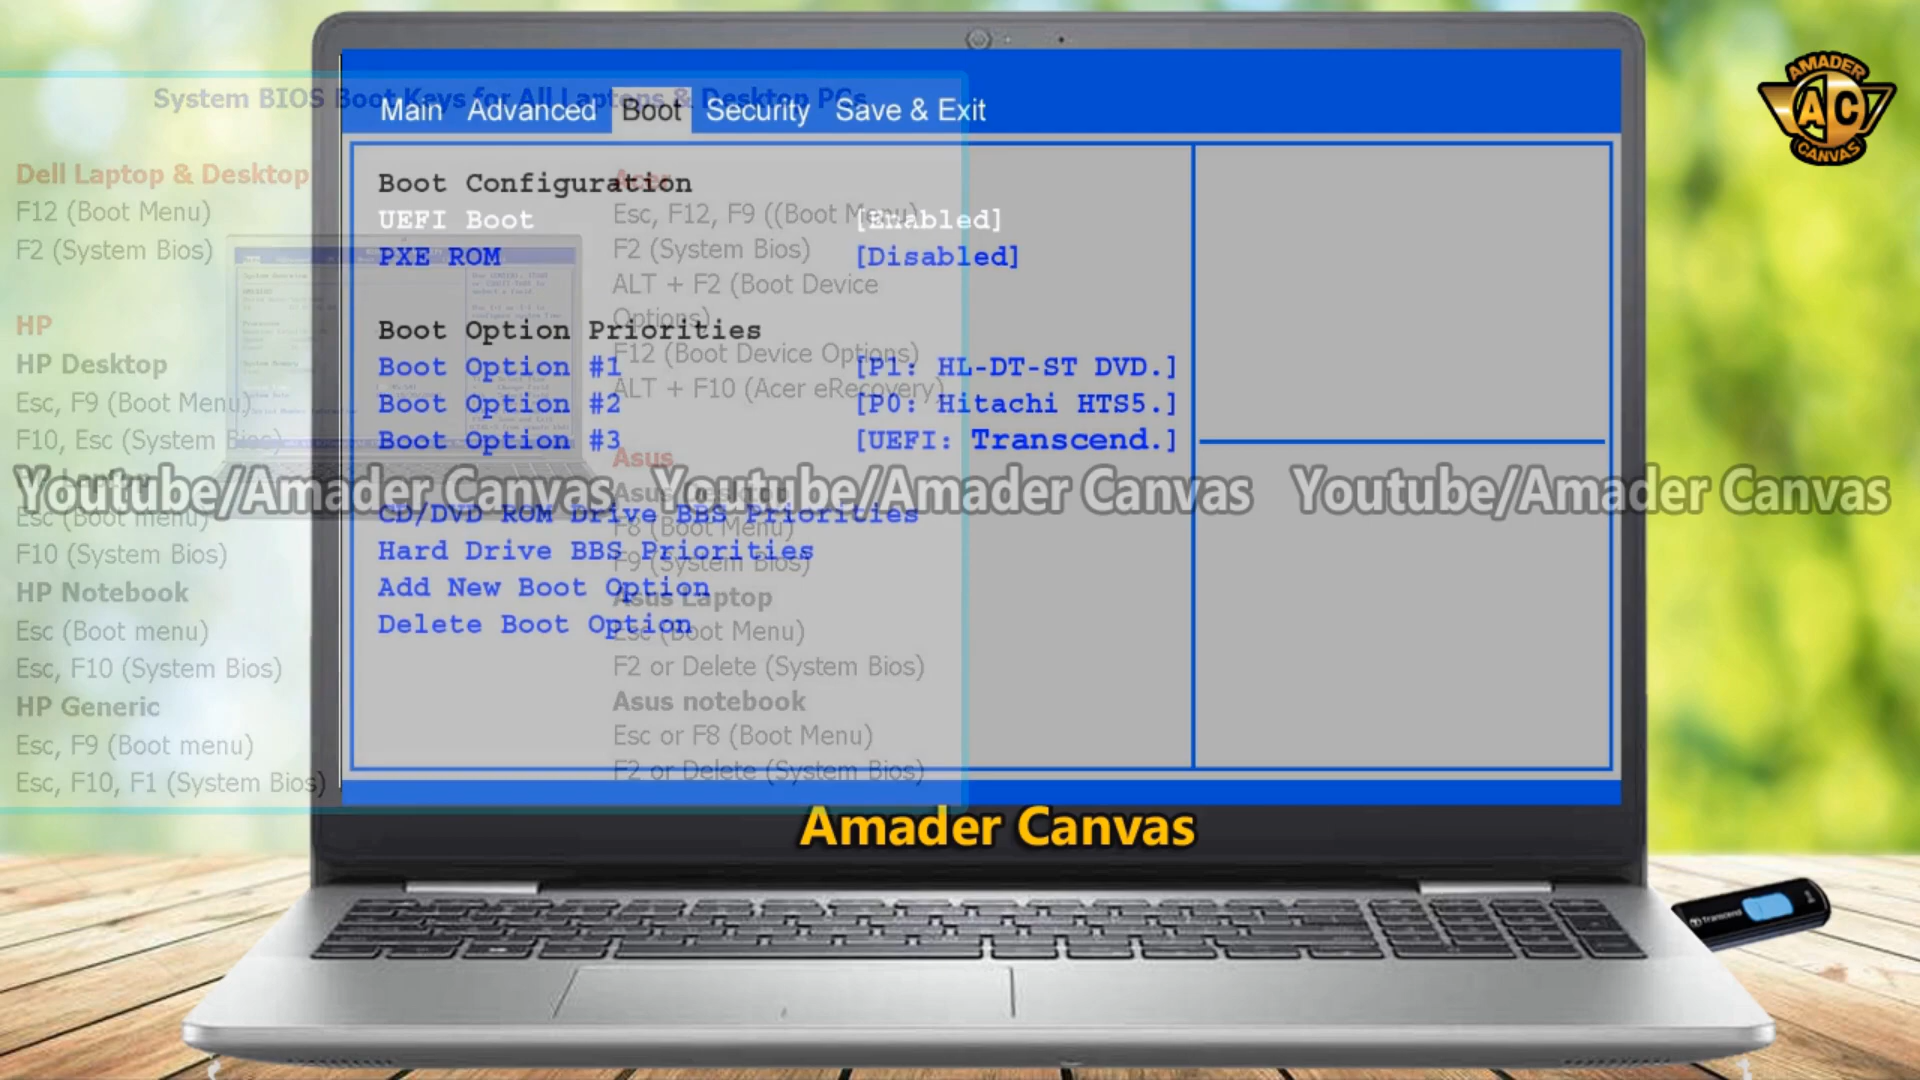 System BIOS Boot Keys for All Laptops & Desktop PCs
Main Advanced Boot Security Save & Exit
AMADER
AC
CANVAS
Dell Laptop & Desktop
F12 (Boot Menu)
F2 (System Bios)
HP
HP Desktop
Esc, F9 (Boot Menu)
F10, Esc (System Bios)
HP Laptop
Esc (Boot menu)
F10 (System Bios)
HP Notebook
Esc (Boot menu)
Esc, F10 (System Bios)
HP Generic
Esc, F9 (Boot menu)
Esc, F10, F1 (System Bios)
Acer
Esc, F12, F9 ((Boot Menu)
F2 (System Bios)
ALT + F2 (Boot Device
Options)
F12 (Boot Device Options)
ALT + F10 (Acer eRecovery)
Asus
Asus Desktop
F8 (Boot Menu)
F9 (System Bios)
Asus Laptop
Esc (Boot Menu)
F2 or Delete (System Bios)
Asus notebook
Esc or F8 (Boot Menu)
F2 or Delete (System Bios)
Boot Configuration
UEFI Boot [Enabled]
PXE ROM [Disabled]
Boot Option Priorities
Boot Option #1 [P1: HL-DT-ST DVD.]
Boot Option #2 [P0: Hitachi HTS5.]
Boot Option #3 [UEFI: Transcend.]
CD/DVD ROM Drive BBS Priorities
Hard Drive BBS Priorities
Add New Boot Option
Delete Boot Option
Youtube/Amader Canvas Youtube/Amader Canvas Youtube/Amader Canvas
Amader Canvas
Transcend